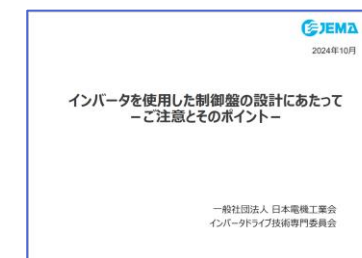 JEMA
2024年10月
インバータを使用した制御盤の設計にあたって
－ご注意とそのポイント－
一般社団法人 日本電機工業会
インバータドライブ技術専門委員会